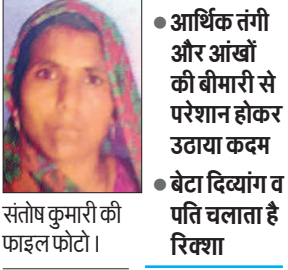 ● आर्थिक तंगी
और आंखों
की बीमारी से
परेशान होकर
उठाया कदम
● बेटा दिव्यांग व
पति चलाता है
रिक्शा
संतोष कुमारी की
फाइल फोटो।